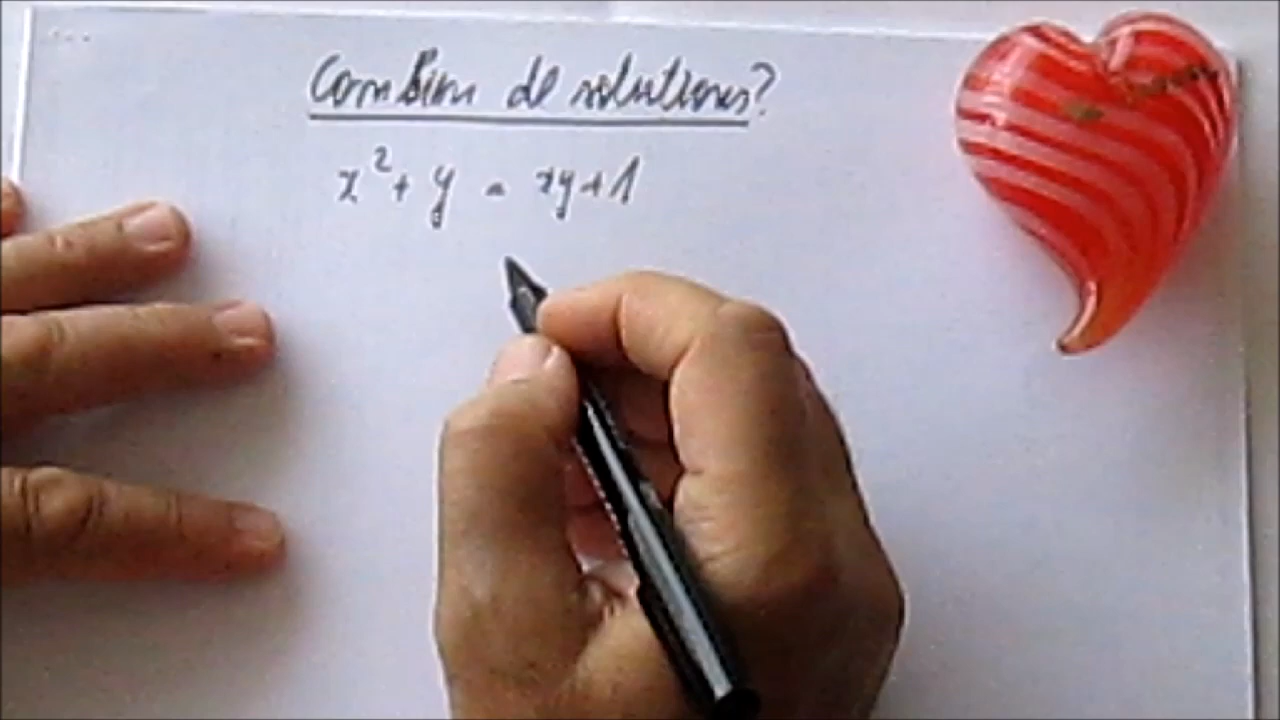 Combien de solutions?
x² + y = xy + 1